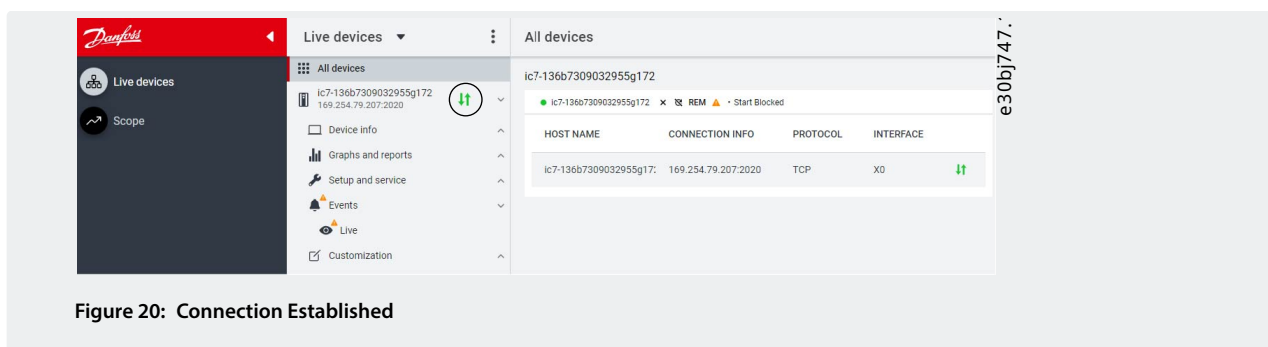 Danfoss
Live devices
Scope
Live devices
All devices
ic7-136b7309032955g172
169.254.79.207:2020
Device info
Graphs and reports
Setup and service
Events
Live
Customization
All devices
ic7-136b7309032955g172
ic7-136b7309032955g172 REM • Start Blocked
HOST NAME CONNECTION INFO PROTOCOL INTERFACE
ic7-136b7309032955g17: 169.254.79.207:2020 TCP X0
e30bj747.
Figure 20: Connection Established